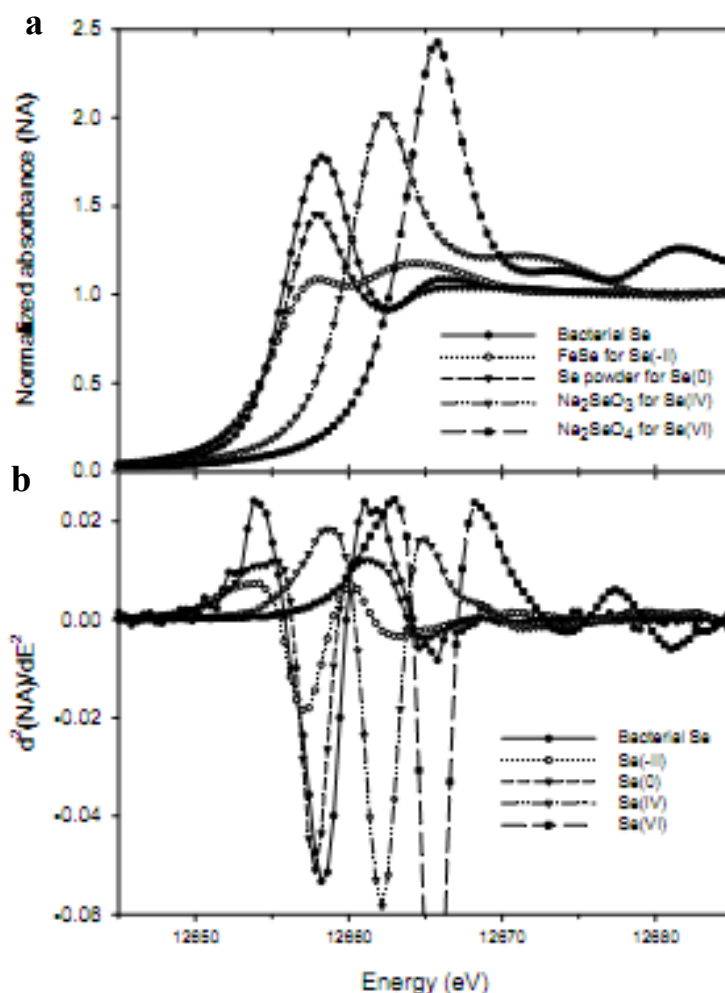 a
2.5
2.0
1.5
1.0
0.5
0.0
Normalized absorbance (NA)
Bacterial Se
FeSe for Se(-II)
Se powder for Se(0)
Na2SeO3 for Se(IV)
Na2SeO4 for Se(VI)
b
0.02
0.00
-0.02
-0.04
-0.06
-0.08
d2(NA)/dE2
Bacterial Se
Se(-II)
Se(0)
Se(IV)
Se(VI)
12650 12660 12670 12680
Energy (eV)